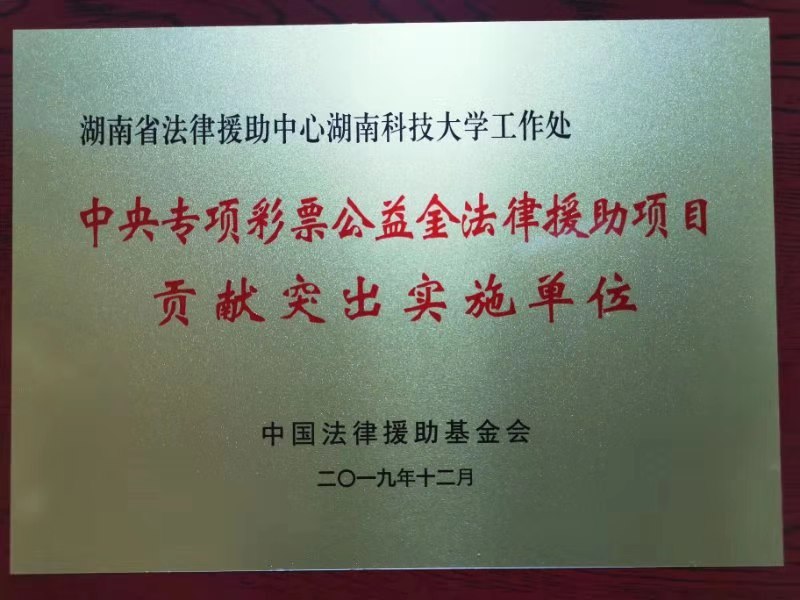 湖南省法律援助中心湖南科技大学工作处
中央专项彩票公益金法律援助项目
贡献突出实施单位
中国法律援助基金会
二〇一九年十二月